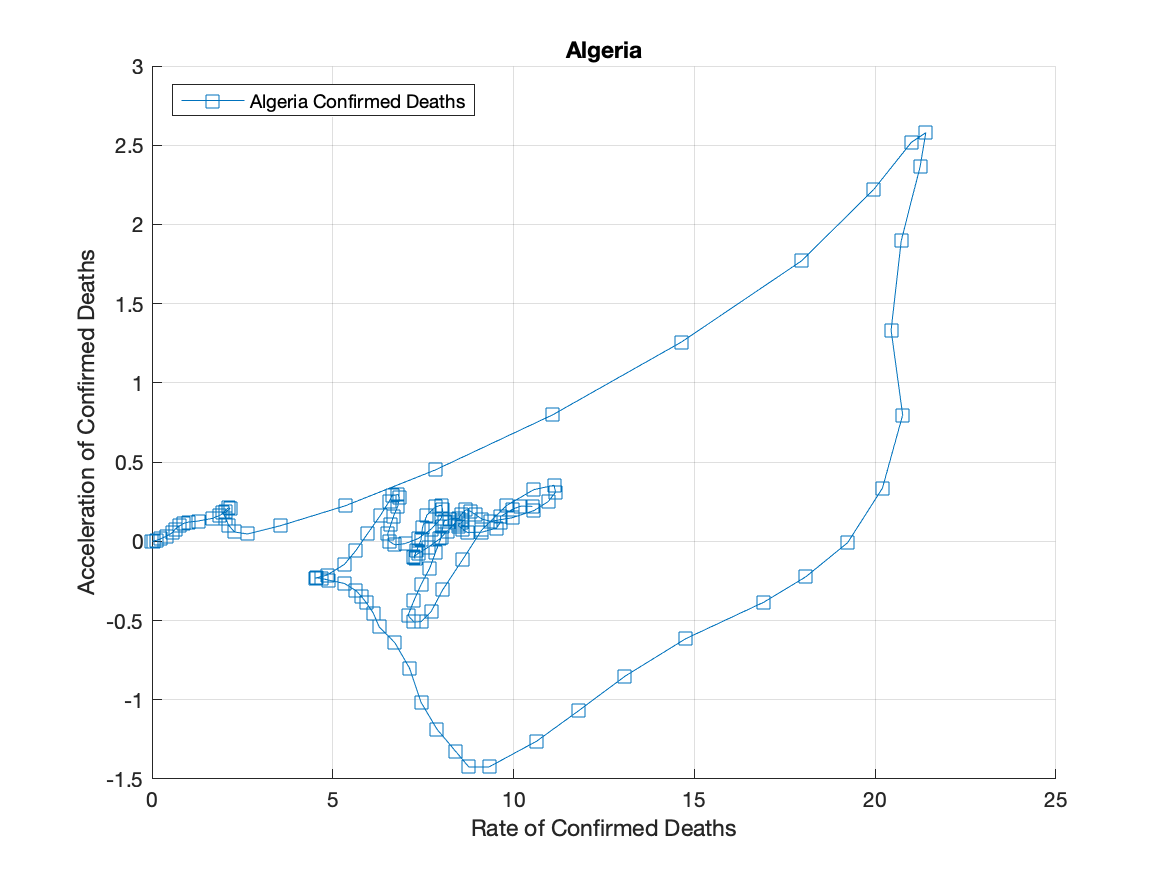 Algeria
Algeria Confirmed Deaths
3
2.5
2
1.5
1
0.5
0
-0.5
-1
-1.5
Acceleration of Confirmed Deaths
0 5 10 15 20 25
Rate of Confirmed Deaths